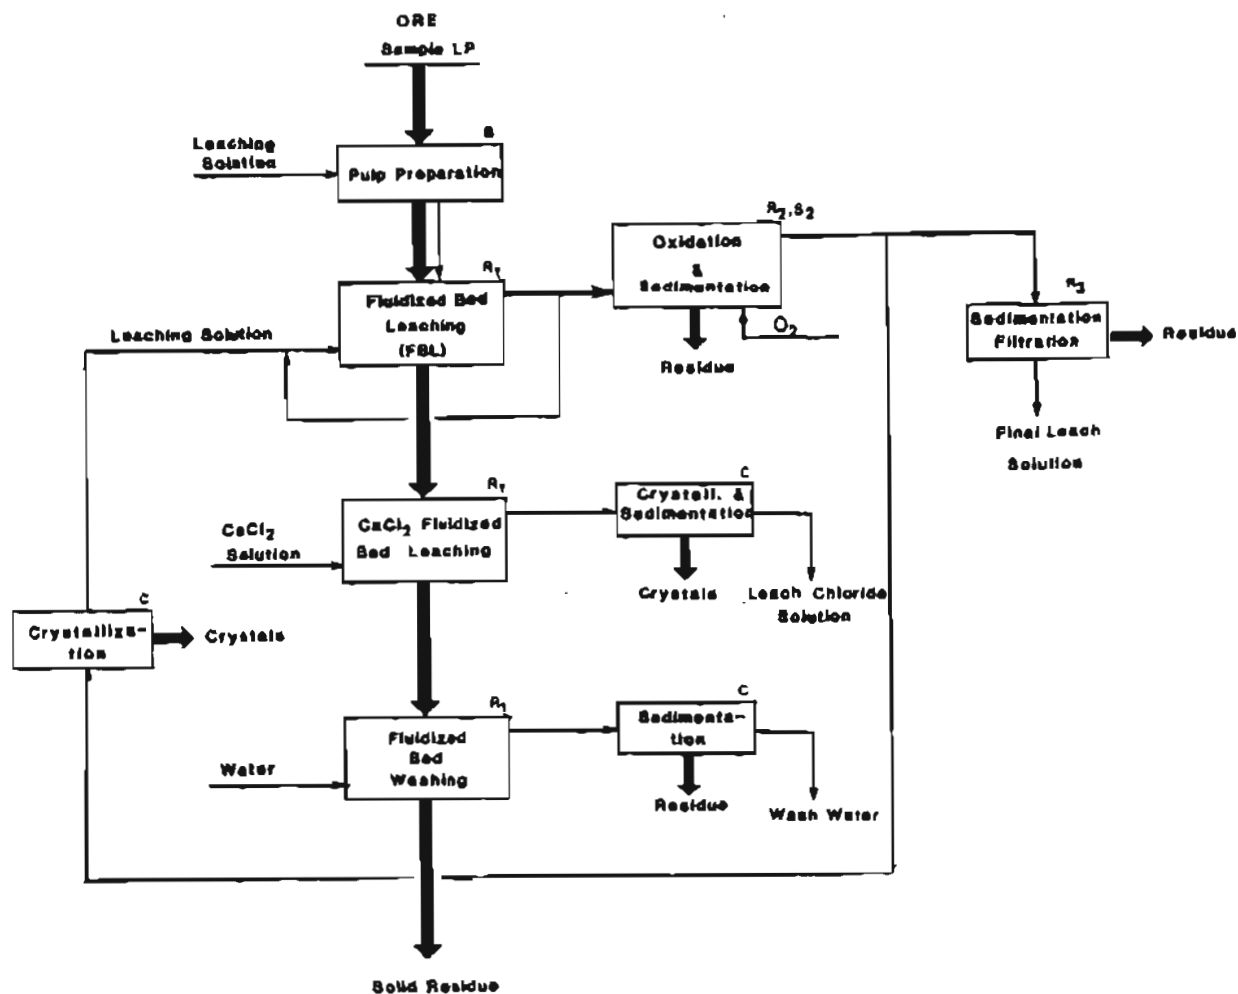 ORE
Sample LP
B
Leaching
Solution
Pulp Preparation
R₂,S₂
Oxidation
&
Sedimentation
R₁
Fluidized Bed
Leaching
(FBL)
Leaching Solution
O₂
Residue
R₃
Sedimentation
Filtration
Residue
Final Leach
Solution
R₁
CaCl₂ Fluidized
Bed Leaching
CaCl₂
Solution
C
Crystall. &
Sedimentation
Crystals
Leach Chloride
Solution
C
Crystalliza-
tion
Crystals
R₁
Fluidized
Bed
Washing
Water
C
Sedimenta-
tion
Residue
Wash Water
Solid Residue